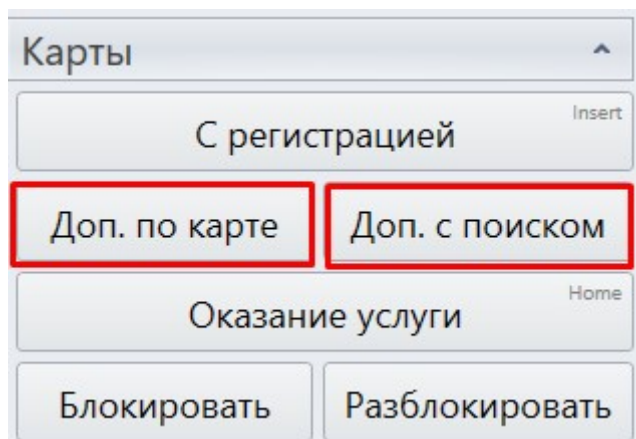 Карты
С регистрацией
Insert
Доп. по карте
Доп. с поиском
Оказание услуги
Home
Блокировать
Разблокировать